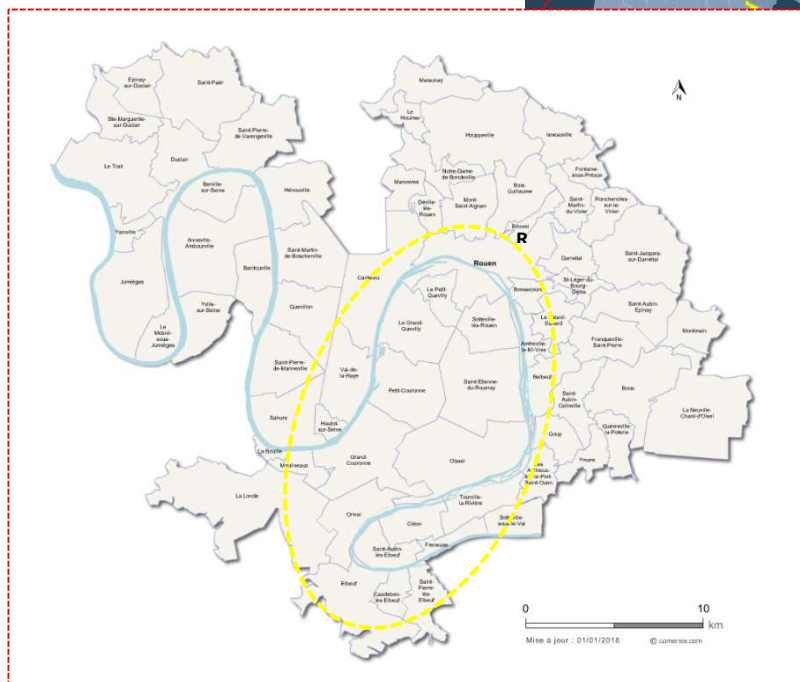 Malaunay
Epinay-
sur-Duclair
Saint-Paër
Le
Houlme
Ste-Marguerite-
sur-Duclair
Saint-Pierre-
de-Varengeville
Houppeville
Isneauville
Le Trait
Duclair
Notre-Dame-
de-Bondeville
Fontaine-
sous-Préaux
Berville-
sur-Seine
Hénouville
Maromme
Bois-
Guillaume
Déville-
lès-
Rouen
Mont-
Saint-Aignan
Saint-
Martin-
du-Vivier
Roncherolles-
sur-le-
Vivier
Bihorel
R
Yainville
Anneville-
Ambourville
Saint-Martin-
de-Boscherville
Darnétal
Saint-Jacques-
sur-Darnétal
Bardouville
Rouen
Jumièges
Canteleu
St-Léger-du-
Bourg-
Denis
Le Petit-
Quevilly
Bonsecours
Yville-
sur-Seine
Quevillon
Saint-Aubin-
Epinay
Le
Mesnil-
sous-
Jumièges
Le Grand-
Quevilly
Sotteville-
lès-Rouen
Le Mesnil-
Esnard
Montmain
Amfreville-
la-Mi-Voie
Franqueville-
Saint-Pierre
Saint-Pierre-
de-Manneville
Val-de-
la-Haye
Belbeuf
Petit-Couronne
Saint-Etienne-
du-Rouvray
Saint-
Aubin-
Celloville
Boos
La Neuville-
Chant-d'Oisel
Sahurs
Hautot-
sur-Seine
Quévreville-
la-Poterie
Gouy
La Bouille
Moulineaux
Grand-
Couronne
Oissel
Ymare
Les
Authieux-
sur-le-Port-
Saint-Ouen
La Londe
Tourville-
la-Rivière
Orival
Cléon
Sotteville-
sous-le-Val
Freneuse
Saint-Aubin-
lès-Elbeuf
Elbeuf
Caudebec-
lès-Elbeuf
Saint-
Pierre-
lès-
Elbeuf
N
0 10
km
Mise à jour : 01/01/2018 © comersis.com